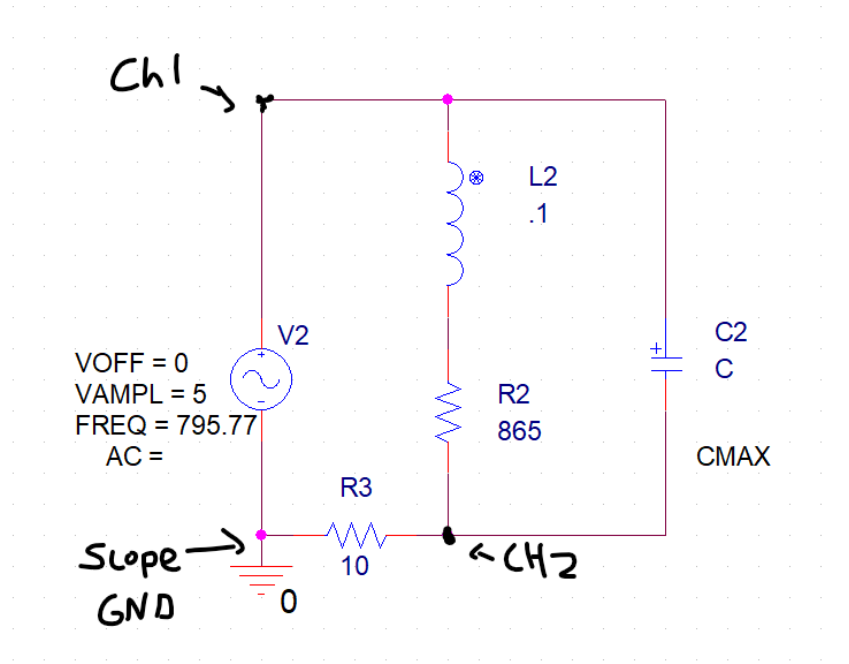 Ch1
L2
.1
V2
VOFF = 0
VAMPL = 5
FREQ = 795.77
AC =
C2
+
C
R2
865
CMAX
R3
10
Scope
GND
0
CH2